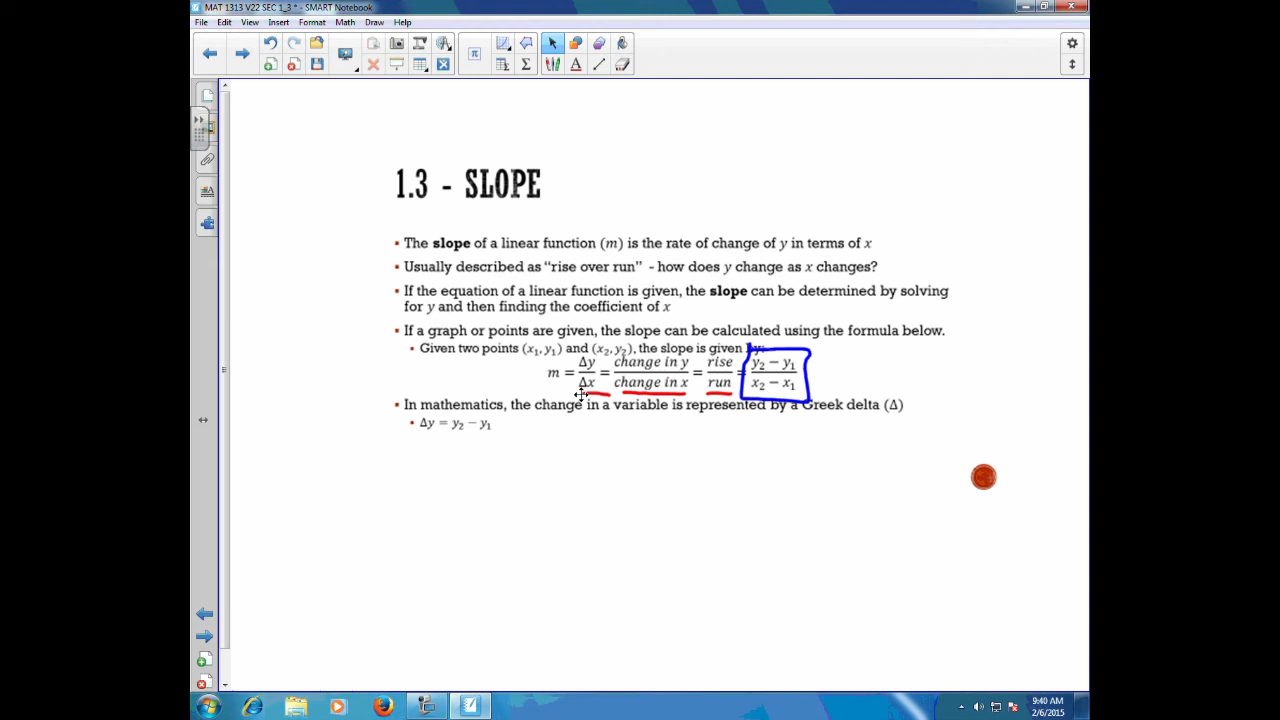 MAT 1313 V22 SEC 1_3 * - SMART Notebook
File Edit View Insert Format Math Draw Help
1.3 - SLOPE
▪ The slope of a linear function (m) is the rate of change of y in terms of x
▪ Usually described as “rise over run” - how does y change as x changes?
▪ If the equation of a linear function is given, the slope can be determined by solving
for y and then finding the coefficient of x
▪ If a graph or points are given, the slope can be calculated using the formula below.
▪ Given two points (x₁, y₁) and (x₂, y₂), the slope is given by:
m = Δy/Δx = change in y/change in x = rise/run = y₂ − y₁/x₂ − x₁
▪ In mathematics, the change in a variable is represented by a Greek delta (Δ)
▪ Δy = y₂ − y₁
9:40 AM
2/6/2015